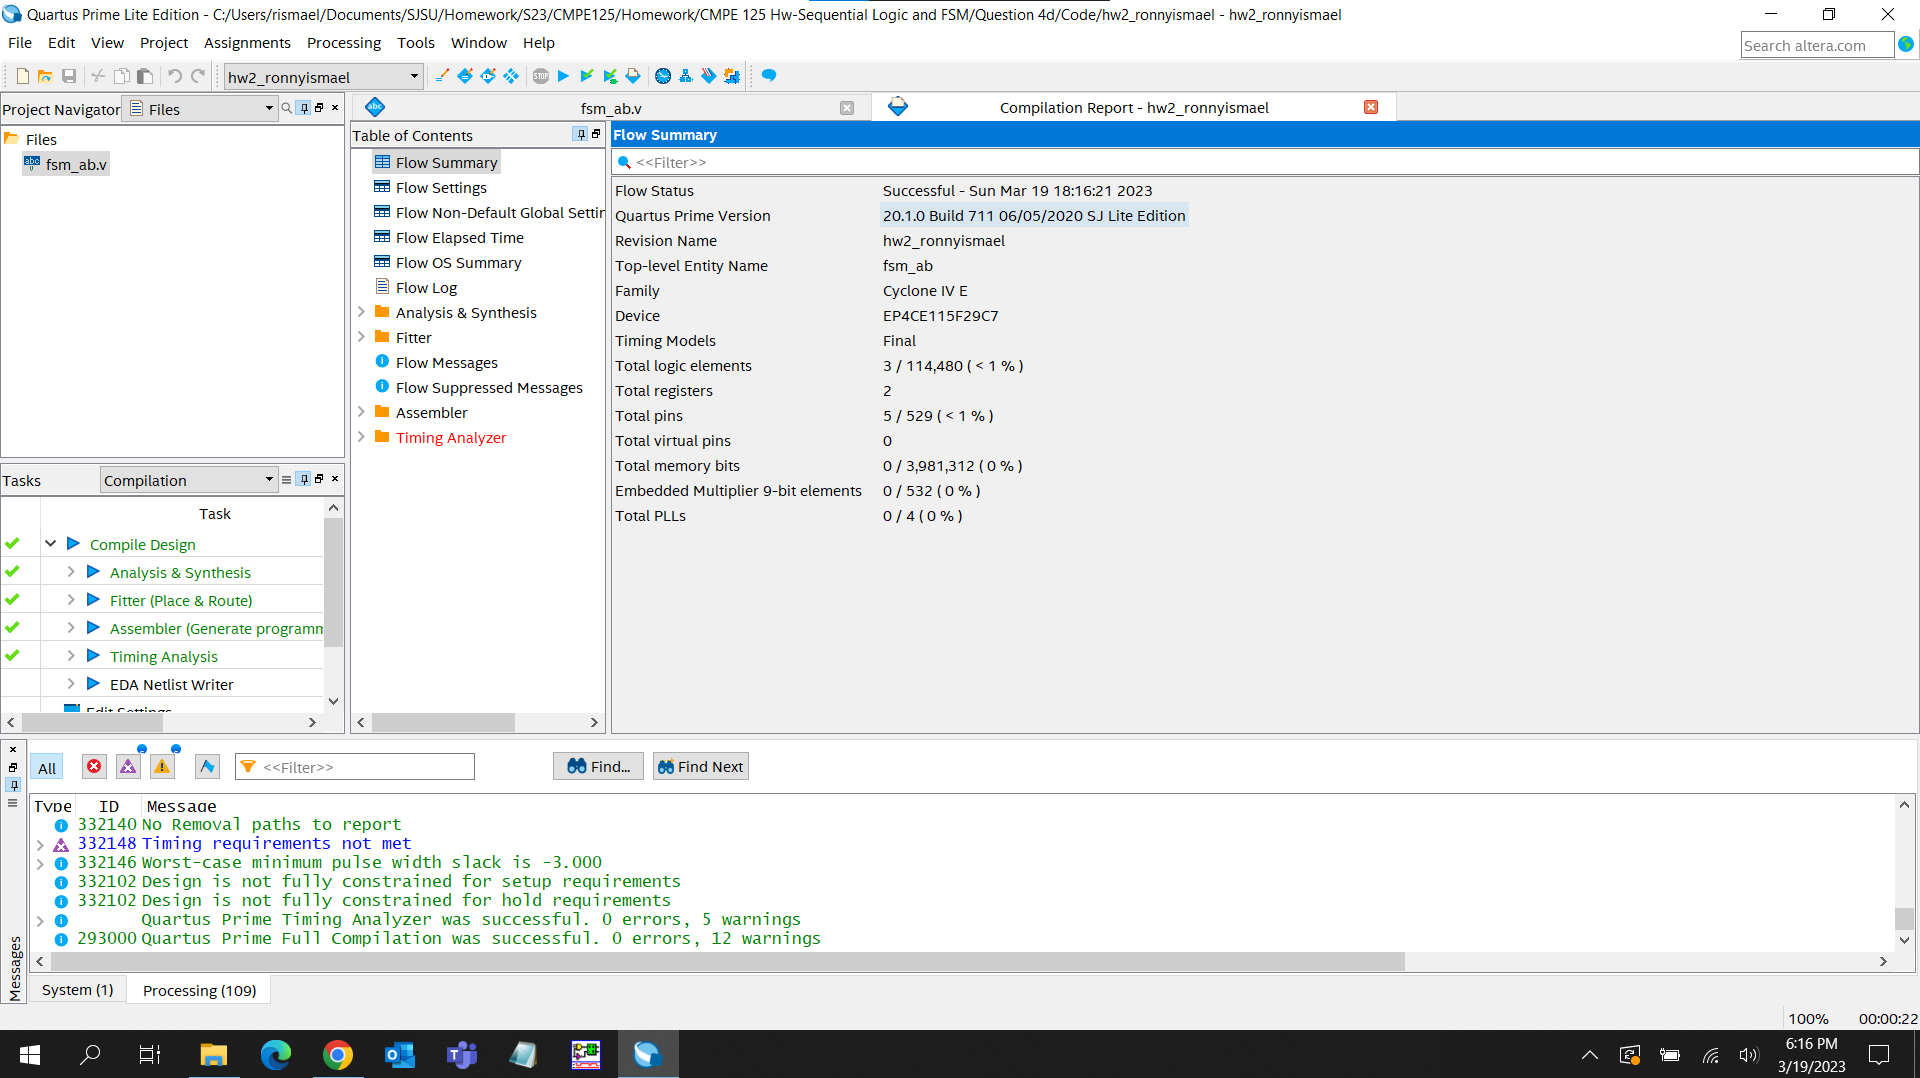 Quartus Prime Lite Edition - C:/Users/rismael/Documents/SJSU/Homework/S23/CMPE125/Homework/CMPE 125 Hw-Sequential Logic and FSM/Question 4d/Code/hw2_ronnyismael - hw2_ronnyismael
File Edit View Project Assignments Processing Tools Window Help
Search altera.com
hw2_ronnyismael
STOP
Project Navigator Files
Files
abc fsm_ab.v
abc fsm_ab.v
Compilation Report - hw2_ronnyismael
Table of Contents
Flow Summary
Flow Settings
Flow Non-Default Global Settin
Flow Elapsed Time
Flow OS Summary
Flow Log
Analysis & Synthesis
Fitter
Flow Messages
Flow Suppressed Messages
Assembler
Timing Analyzer
Flow Summary
<<Filter>>
Flow Status Successful - Sun Mar 19 18:16:21 2023
Quartus Prime Version 20.1.0 Build 711 06/05/2020 SJ Lite Edition
Revision Name hw2_ronnyismael
Top-level Entity Name fsm_ab
Family Cyclone IV E
Device EP4CE115F29C7
Timing Models Final
Total logic elements 3 / 114,480 ( < 1 % )
Total registers 2
Total pins 5 / 529 ( < 1 % )
Total virtual pins 0
Total memory bits 0 / 3,981,312 ( 0 % )
Embedded Multiplier 9-bit elements 0 / 532 ( 0 % )
Total PLLs 0 / 4 ( 0 % )
Tasks Compilation
Task
Compile Design
Analysis & Synthesis
Fitter (Place & Route)
Assembler (Generate programm
Timing Analysis
EDA Netlist Writer
Edit Settings
All
<<Filter>>
Find...
Find Next
Type ID Message
332140 No Removal paths to report
332148 Timing requirements not met
332146 Worst-case minimum pulse width slack is -3.000
332102 Design is not fully constrained for setup requirements
332102 Design is not fully constrained for hold requirements
Quartus Prime Timing Analyzer was successful. 0 errors, 5 warnings
293000 Quartus Prime Full Compilation was successful. 0 errors, 12 warnings
Messages
System (1)
Processing (109)
100% 00:00:22
6:16 PM
3/19/2023